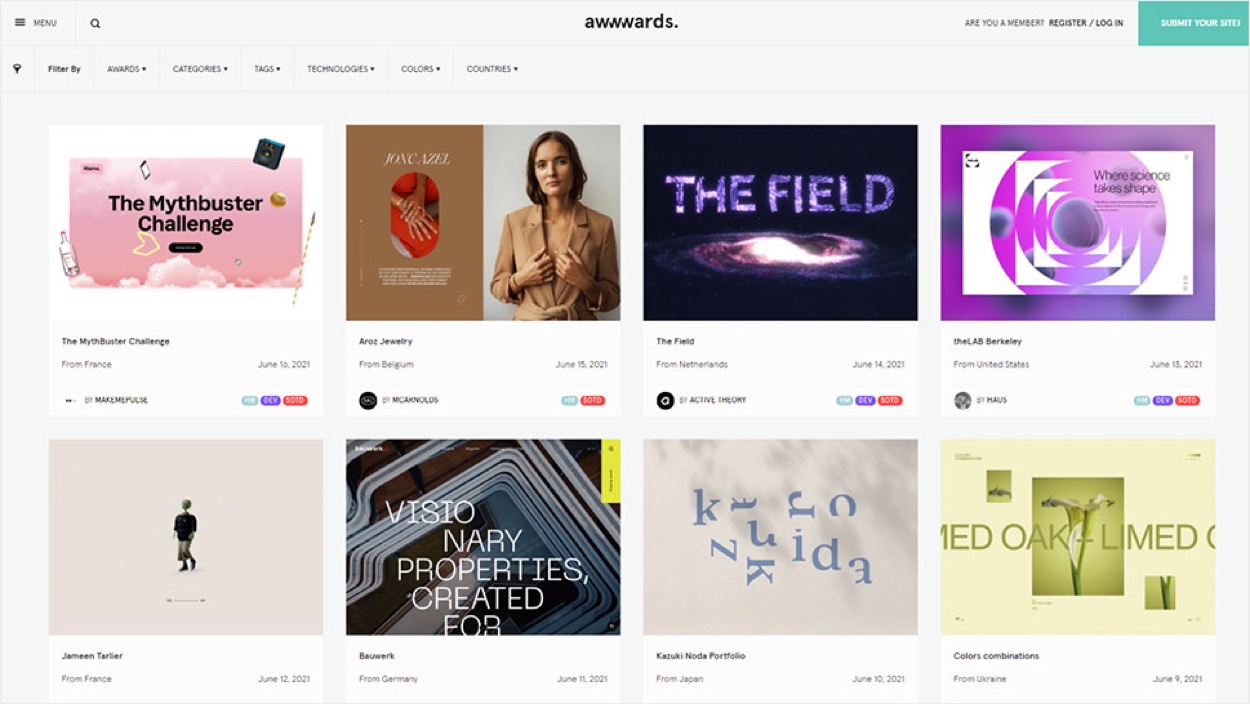 MENU
awwwards.
ARE YOU A MEMBER? REGISTER / LOG IN
SUBMIT YOUR SITE!
Filter By
AWARDS
CATEGORIES
TAGS
TECHNOLOGIES
COLORS
COUNTRIES
Klarna.
The Mythbuster
Challenge
The MythBuster Challenge
From France
June 16, 2021
BY MAKEMEPULSE
HM DEV SOTD
JONC AZEL
Aroz Jewelry
From Belgium
June 15, 2021
BY MCARNOLDS
HM SOTD
THE FIELD
The Field
From Netherlands
June 14, 2021
BY ACTIVE THEORY
HM DEV SOTD
Where science
takes shape
theLAB Berkeley
From United States
June 13, 2021
BY HAUS
HM DEV SOTD
Jameen Tarlier
From France
June 12, 2021
bauwerk
VISIO
NARY
PROPERTIES,
CREATED
FOR
Bauwerk
From Germany
June 11, 2021
kazuki
noda
Kazuki Noda Portfolio
From Japan
June 10, 2021
MED OAK – LIMED O
Colors combinations
From Ukraine
June 9, 2021